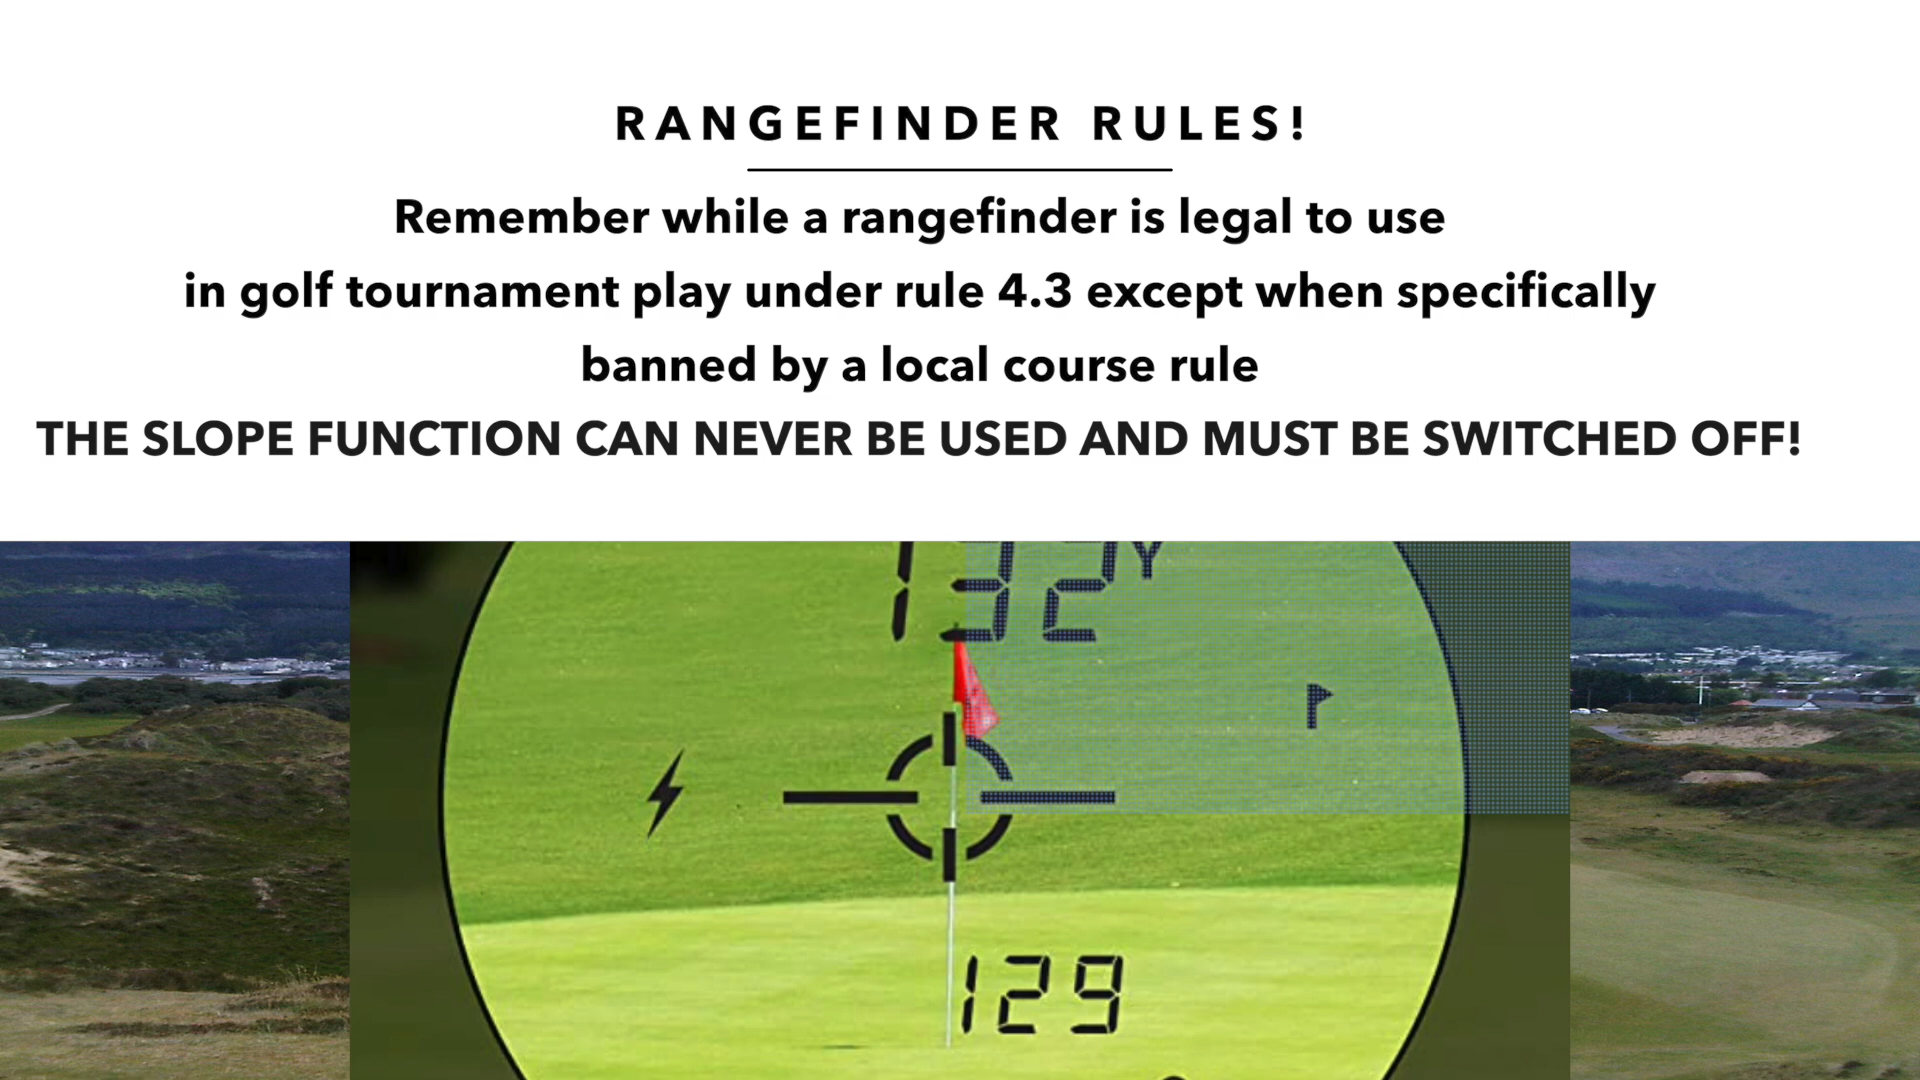 RANGEFINDER RULES!
Remember while a rangefinder is legal to use
in golf tournament play under rule 4.3 except when specifically
banned by a local course rule
THE SLOPE FUNCTION CAN NEVER BE USED AND MUST BE SWITCHED OFF!
132Y
129